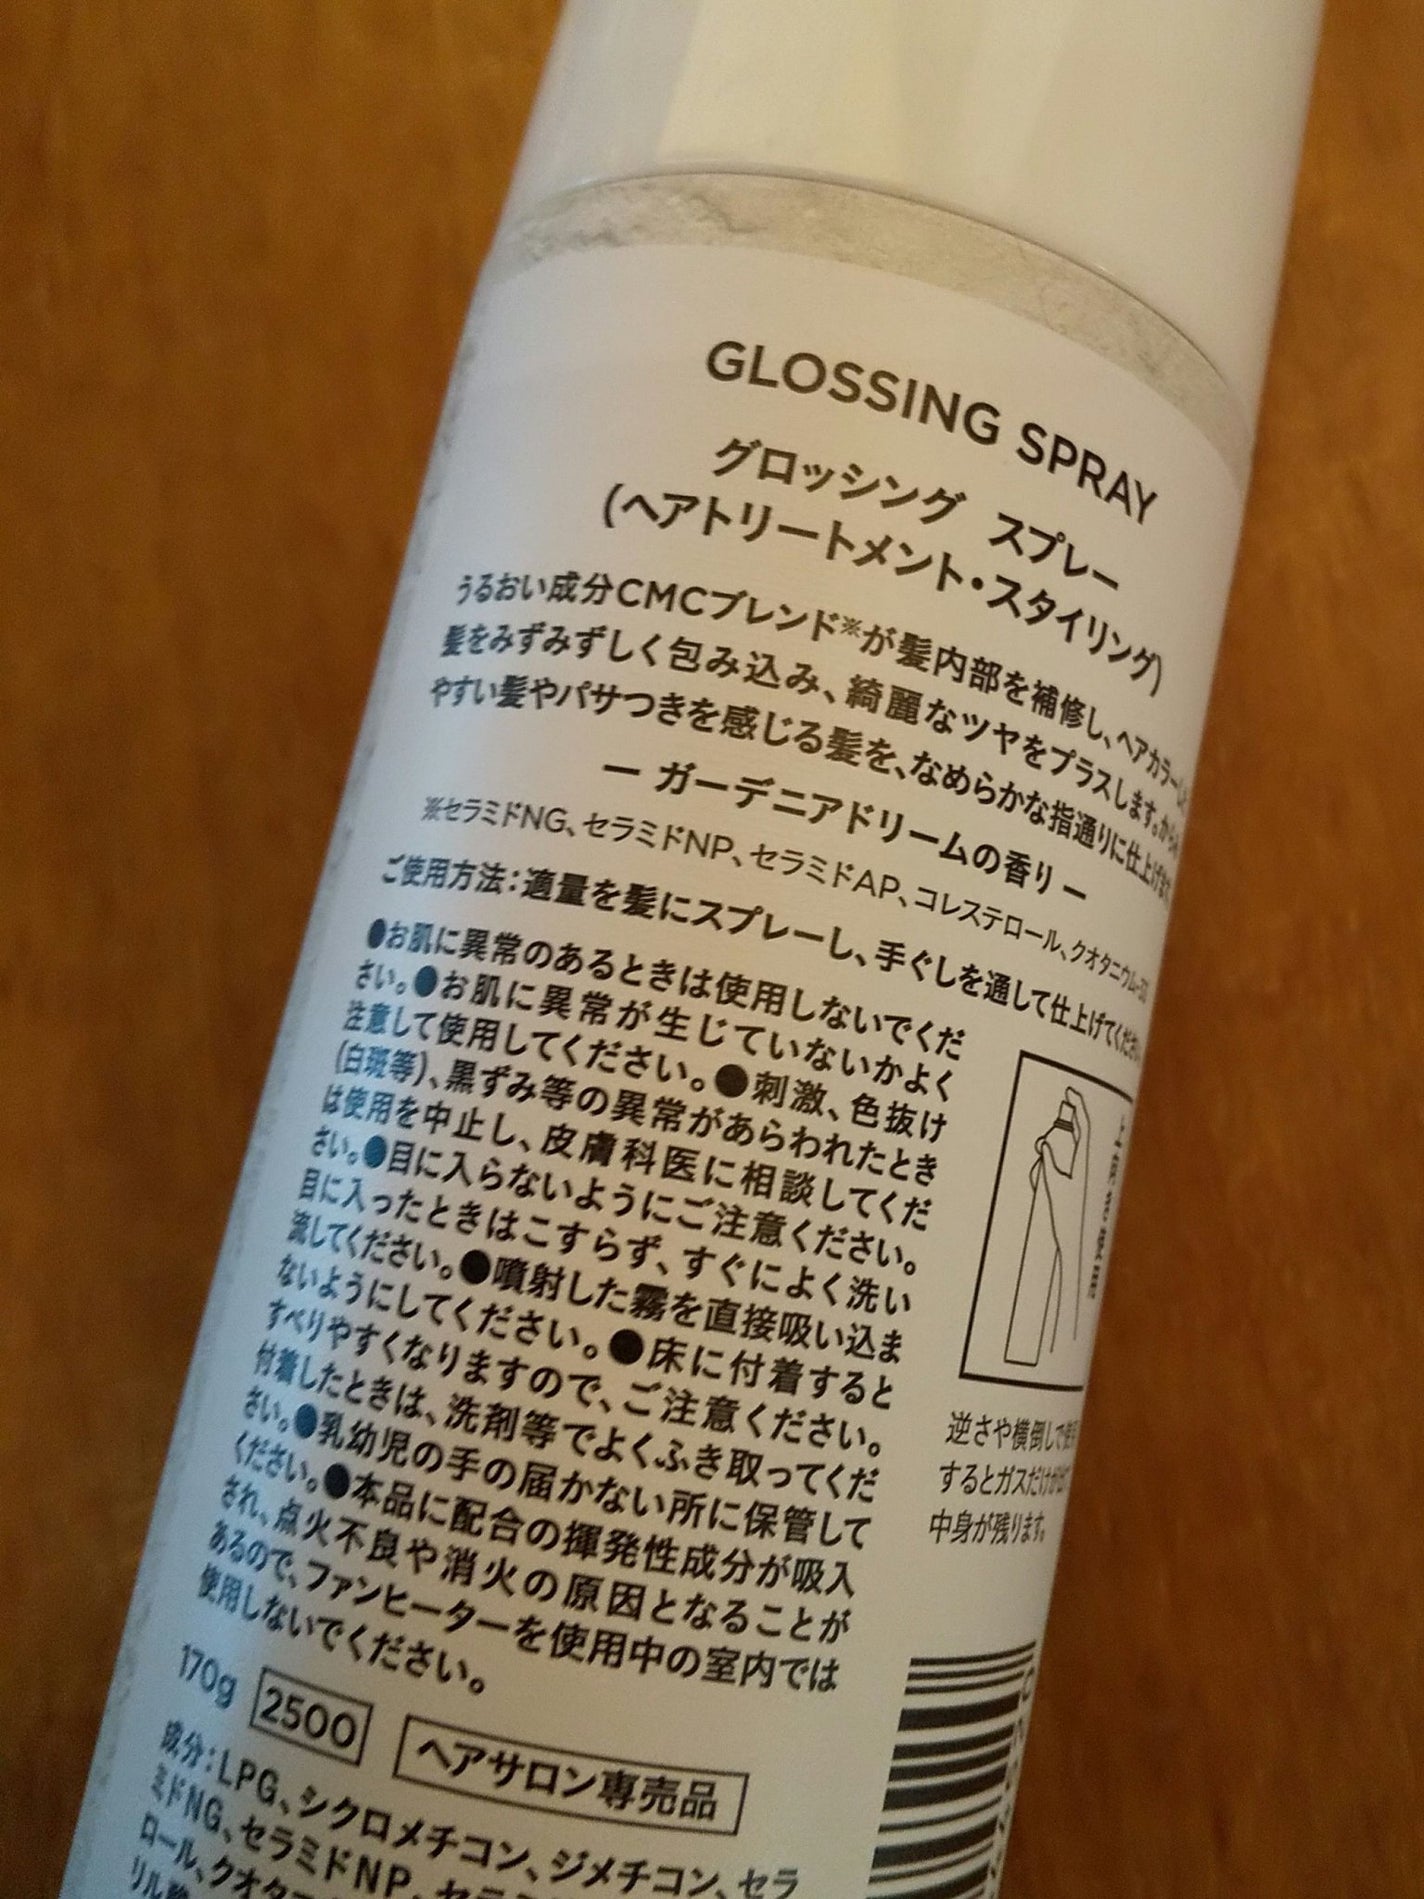 GLOSSING SPRAY
グロッシング スプレー
(ヘアトリートメント・スタイリング)
うるおい成分CMCブレンド※が髪内部を補修し、ヘアカラーした
髪をみずみずしく包み込み、綺麗なツヤをプラスします。からみ
やすい髪やパサつきを感じる髪を、なめらかな指通りに仕上げます。
ー ガーデニアドリームの香り ー
※セラミドNG、セラミドNP、セラミドAP、コレステロール、クオタニウム-33
ご使用方法:適量を髪にスプレーし、手ぐしを通して仕上げてください。
●お肌に異常のあるときは使用しないでくだ
さい。●お肌に異常が生じていないかよく
注意して使用してください。●刺激、色抜け
(白斑等)、黒ずみ等の異常があらわれたとき
は使用を中止し、皮膚科医に相談してくだ
さい。●目に入らないようにご注意ください。
目に入ったときはこすらず、すぐによく洗い
流してください。●噴射した霧を直接吸い込ま
ないようにしてください。●床に付着すると
すべりやすくなりますので、ご注意ください。
付着したときは、洗剤等でよくふき取ってくだ
さい。●乳幼児の手の届かない所に保管して
ください。●本品に配合の揮発性成分が吸入
され、点火不良や消火の原因となることが
あるので、ファンヒーターを使用中の室内では
使用しないでください。
逆さや横倒しで使用
するとガスだけが出て
中身が残ります。
170g 2500 ヘアサロン専売品
成分:LPG、シクロメチコン、ジメチコン、セラ
ミドNG、セラミドNP、セラ
ロール、クオタ